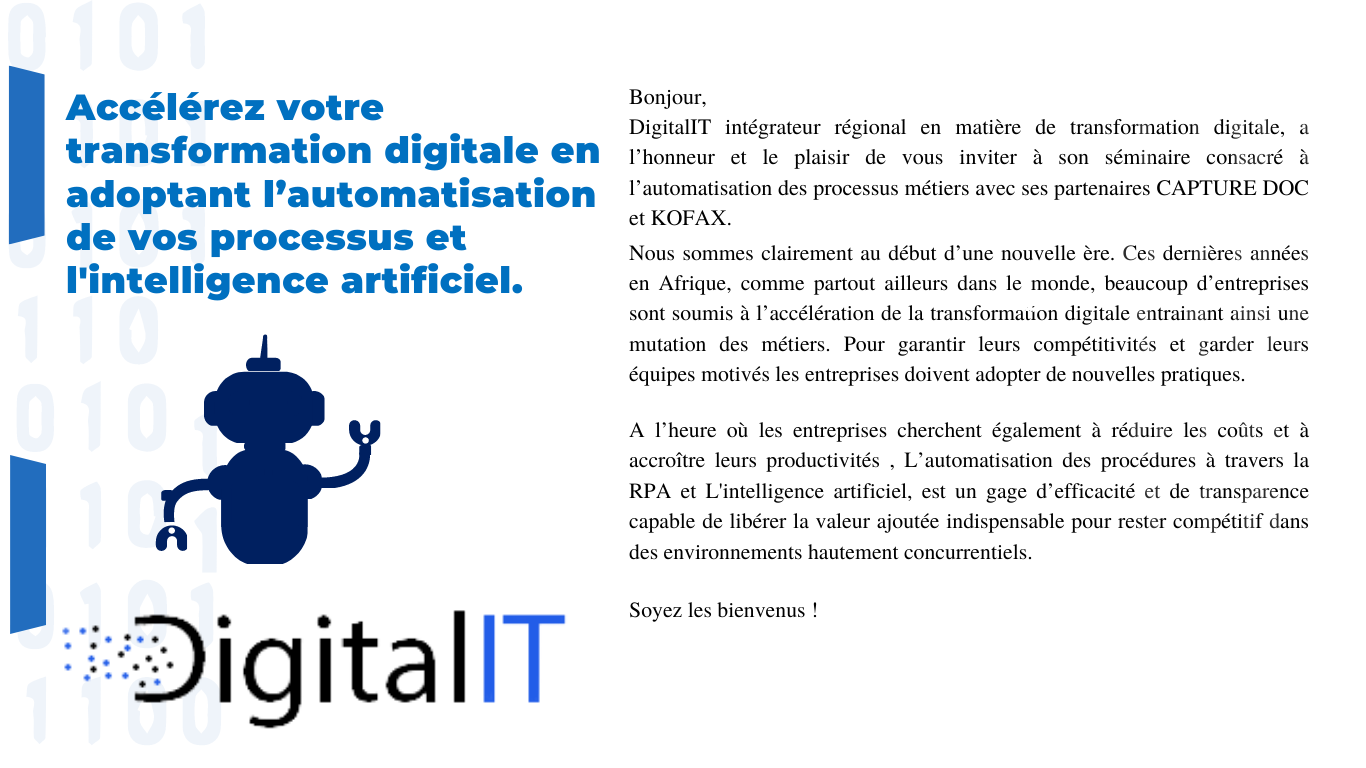 0101
Accélérez votre
transformation digitale en
adoptant l’automatisation
de vos processus et
l'intelligence artificiel.
110
010
10
1100
DigitalIT
Bonjour,
DigitalIT intégrateur régional en matière de transformation digitale, a
l’honneur et le plaisir de vous inviter à son séminaire consacré à
l’automatisation des processus métiers avec ses partenaires CAPTURE DOC
et KOFAX.
Nous sommes clairement au début d’une nouvelle ère. Ces dernières années
en Afrique, comme partout ailleurs dans le monde, beaucoup d’entreprises
sont soumis à l’accélération de la transformation digitale entrainant ainsi une
mutation des métiers. Pour garantir leurs compétitivités et garder leurs
équipes motivés les entreprises doivent adopter de nouvelles pratiques.
A l’heure où les entreprises cherchent également à réduire les coûts et à
accroître leurs productivités , L’automatisation des procédures à travers la
RPA et L'intelligence artificiel, est un gage d’efficacité et de transparence
capable de libérer la valeur ajoutée indispensable pour rester compétitif dans
des environnements hautement concurrentiels.
Soyez les bienvenus !